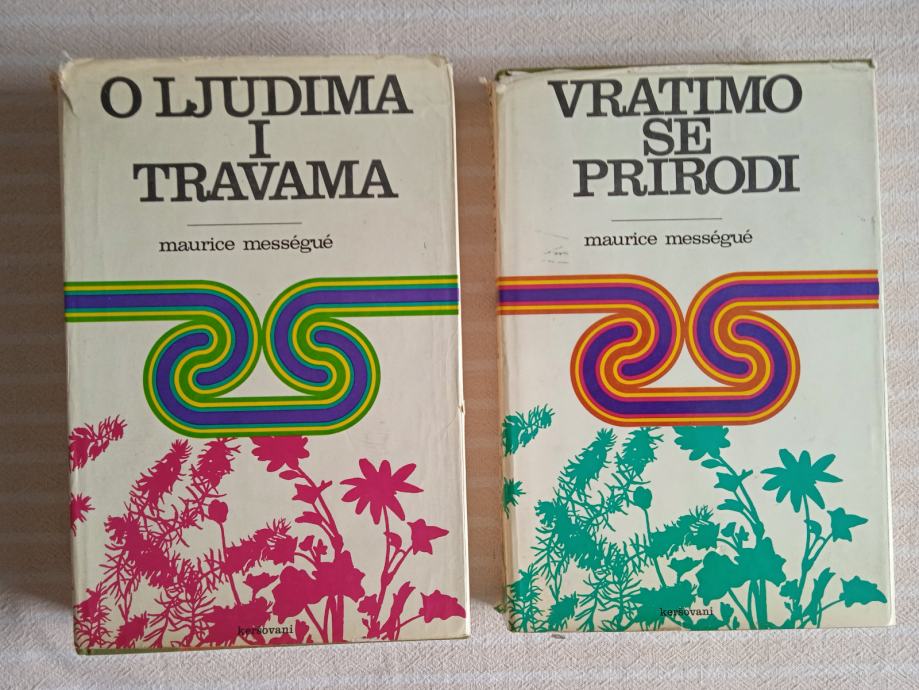 O LJUDIMA
I
TRAVAMA
maurice mességué
keršovani
VRATIMO
SE
PRIRODI
maurice mességué
keršovani